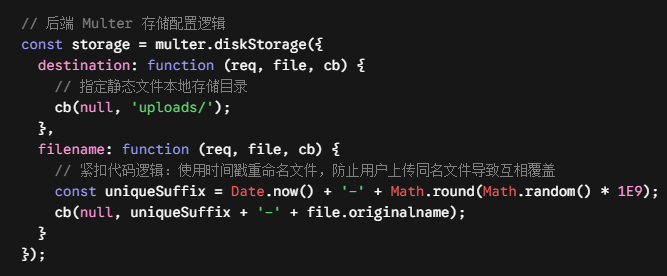 // 后端 Multer 存储配置逻辑
const storage = multer.diskStorage({
  destination: function (req, file, cb) {
    // 指定静态文件本地存储目录
    cb(null, 'uploads/');
  },
  filename: function (req, file, cb) {
    // 紧扣代码逻辑：使用时间戳重命名文件，防止用户上传同名文件导致互相覆盖
    const uniqueSuffix = Date.now() + '-' + Math.round(Math.random() * 1E9);
    cb(null, uniqueSuffix + '-' + file.originalname);
  }
});